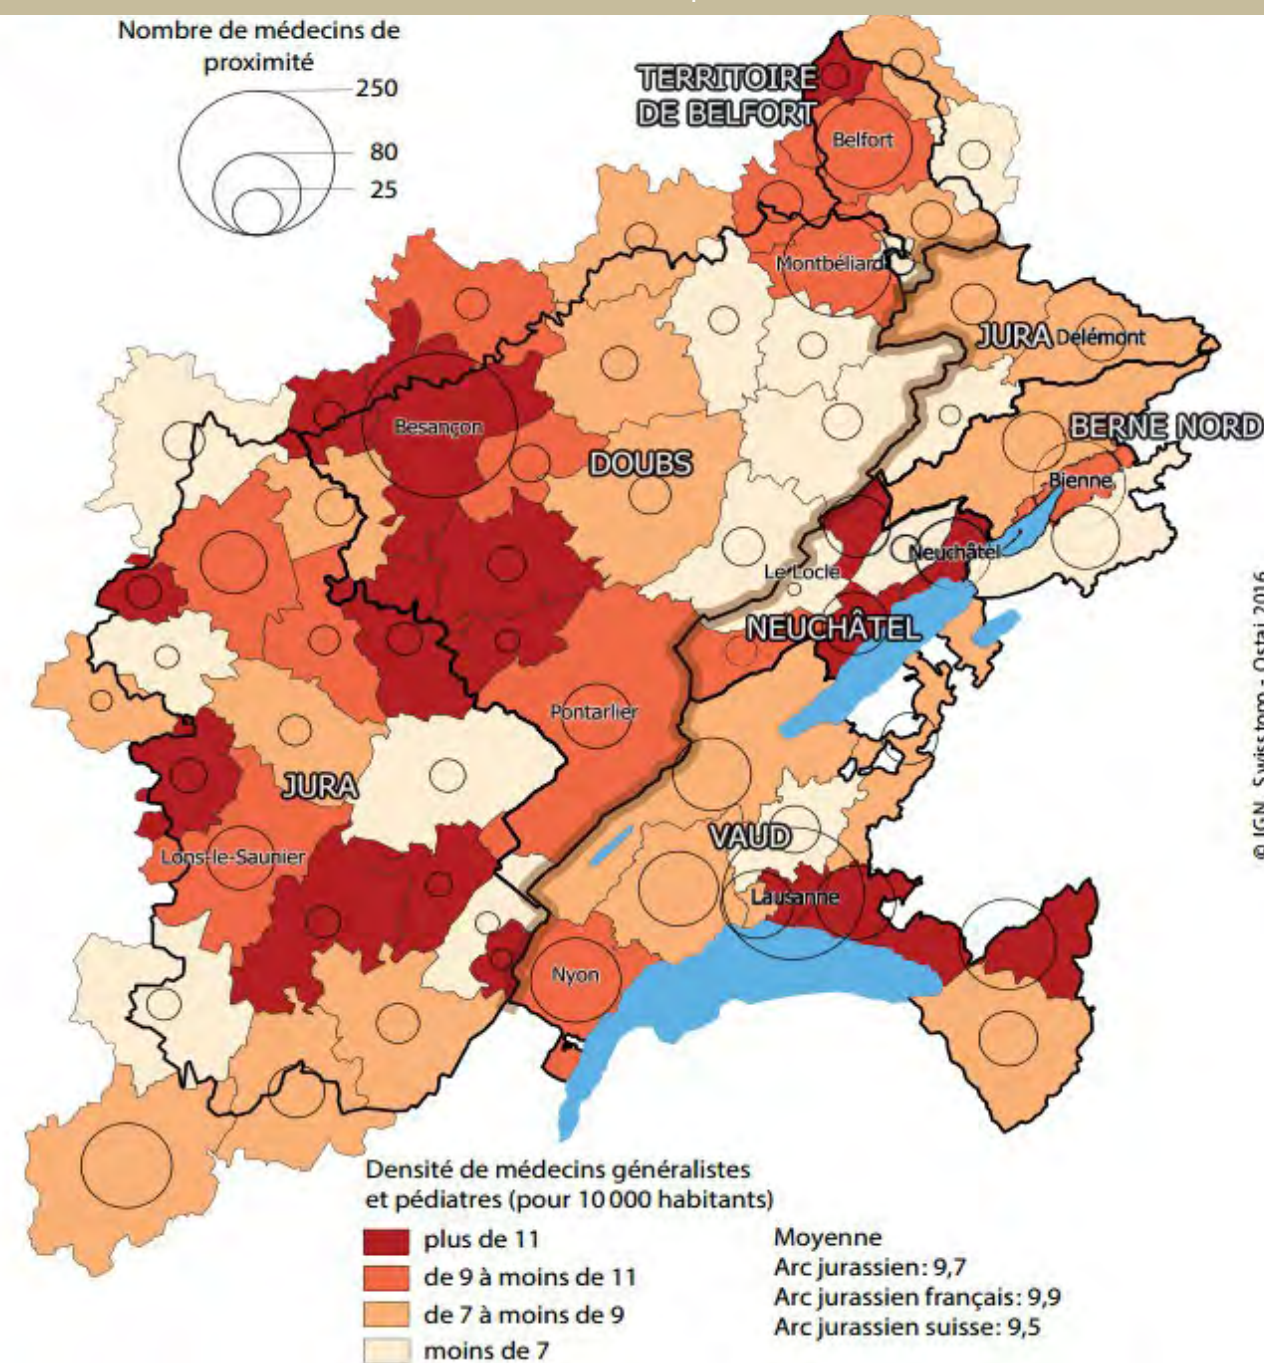 Nombre de médecins de
proximité
250
80
25
TERRITOIRE
DE BELFORT
Belfort
Montbéliard
JURA
Delémont
BERNE NORD
Besançon
DOUBS
Bienne
Neuchâtel
Le Locle
NEUCHÂTEL
Pontarlier
JURA
VAUD
Lons-le-Saunier
Lausanne
Nyon
© IGN, Swisstopo - Ostaj 2016
Densité de médecins généralistes
et pédiatres (pour 10 000 habitants)
plus de 11
de 9 à moins de 11
de 7 à moins de 9
moins de 7
Moyenne
Arc jurassien: 9,7
Arc jurassien français: 9,9
Arc jurassien suisse: 9,5